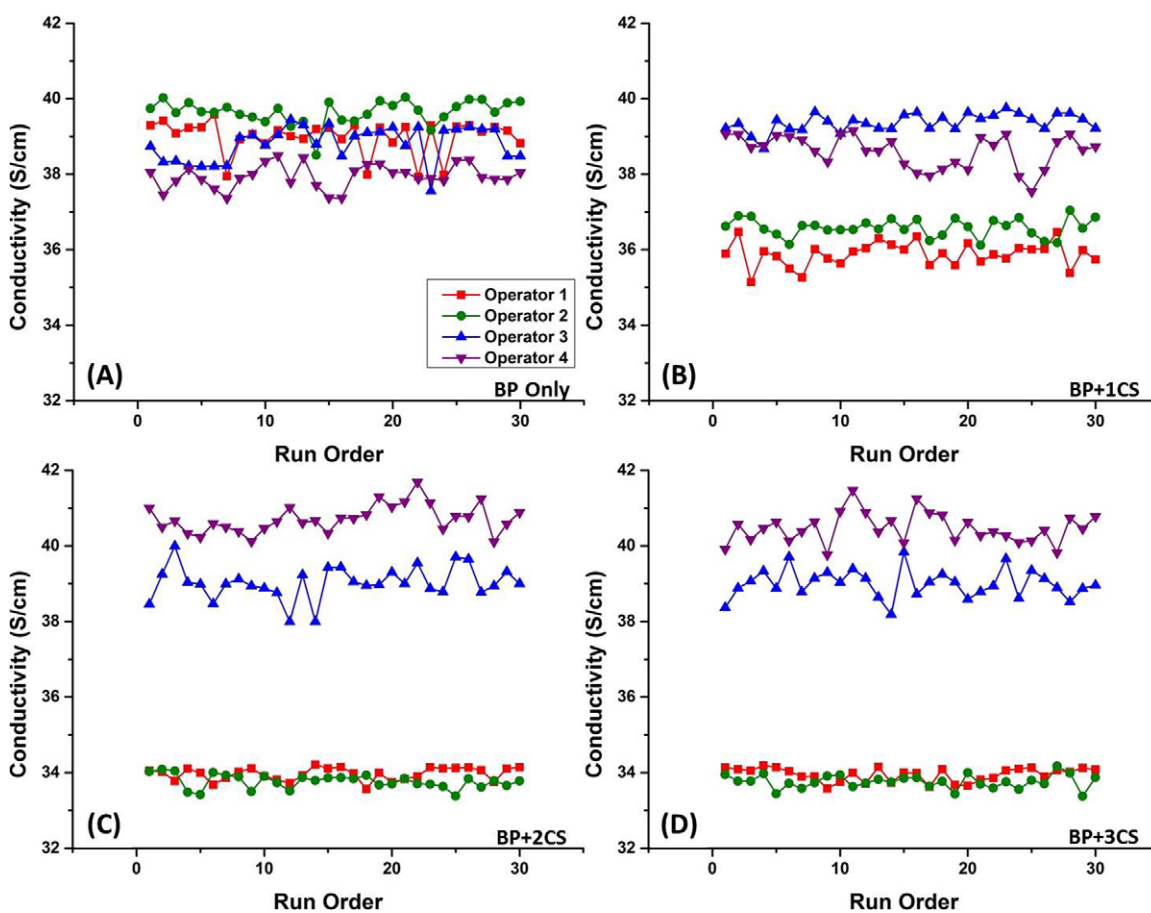 42
40
38
36
34
32
Conductivity (S/cm)
Operator 1
Operator 2
Operator 3
Operator 4
(A)
BP Only
0 10 20 30
Run Order
42
40
38
36
34
32
Conductivity (S/cm)
(B)
BP+1CS
0 10 20 30
Run Order
42
40
38
36
34
32
Conductivity (S/cm)
(C)
BP+2CS
0 10 20 30
Run Order
42
40
38
36
34
32
Conductivity (S/cm)
(D)
BP+3CS
0 10 20 30
Run Order